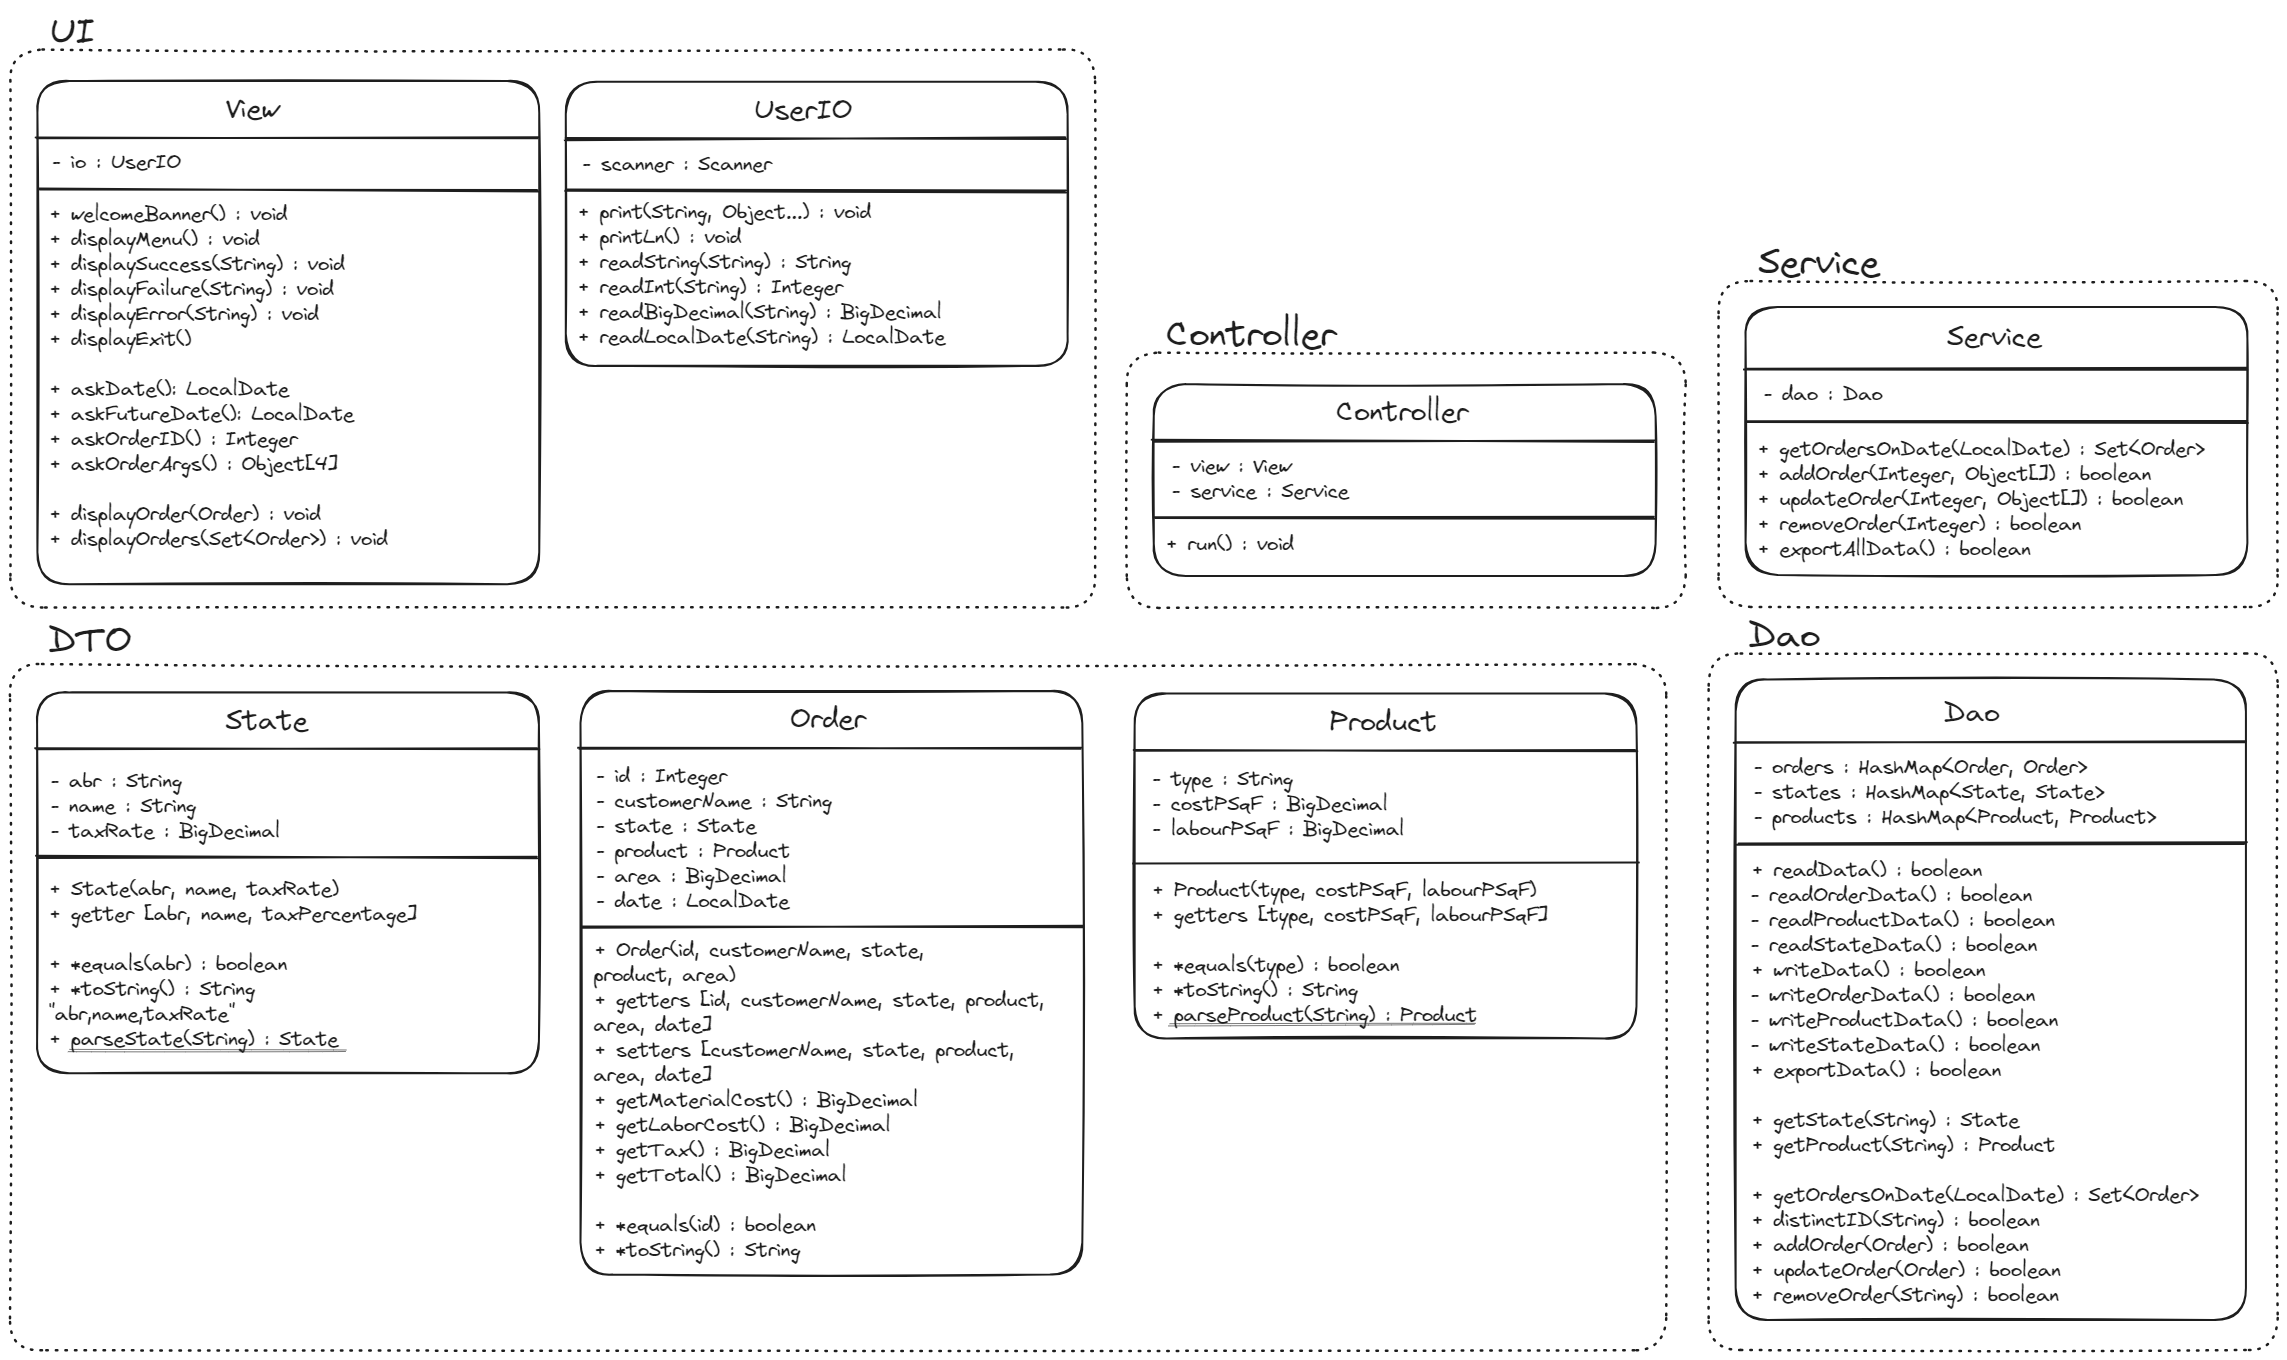 UI
View
- io : UserIO
+ welcomeBanner() : void
+ displayMenu() : void
+ displaySuccess(String) : void
+ displayFailure(String) : void
+ displayError(String) : void
+ displayExit()
+ askDate(): LocalDate
+ askFutureDate(): LocalDate
+ askOrderID() : Integer
+ askOrderArgs() : Object[4]
+ displayOrder(Order) : void
+ displayOrders(Set<Order>) : void
UserIO
- scanner : Scanner
+ print(String, Object...) : void
+ printLn() : void
+ readString(String) : String
+ readInt(String) : Integer
+ readBigDecimal(String) : BigDecimal
+ readLocalDate(String) : LocalDate
Controller
Controller
- view : View
- service : Service
+ run() : void
Service
Service
- dao : Dao
+ getOrdersOnDate(LocalDate) : Set<Order>
+ addOrder(Integer, Object[]) : boolean
+ updateOrder(Integer, Object[]) : boolean
+ removeOrder(Integer) : boolean
+ exportAllData() : boolean
DTO
State
- abr : String
- name : String
- taxRate : BigDecimal
+ State(abr, name, taxRate)
+ getter [abr, name, taxPercentage]
+ *equals(abr) : boolean
+ *toString() : String
"abr,name,taxRate"
+ parseState(String) : State
Order
- id : Integer
- customerName : String
- state : State
- product : Product
- area : BigDecimal
- date : LocalDate
+ Order(id, customerName, state,
product, area)
+ getters [id, customerName, state, product,
area, date]
+ setters [customerName, state, product,
area, date]
+ getMaterialCost() : BigDecimal
+ getLaborCost() : BigDecimal
+ getTax() : BigDecimal
+ getTotal() : BigDecimal
+ *equals(id) : boolean
+ *toString() : String
Product
- type : String
- costPSqF : BigDecimal
- labourPSqF : BigDecimal
+ Product(type, costPSqF, labourPSqF)
+ getters [type, costPSqF, labourPSqF]
+ *equals(type) : boolean
+ *toString() : String
+ parseProduct(String) : Product
Dao
Dao
- orders : HashMap<Order, Order>
- states : HashMap<State, State>
- products : HashMap<Product, Product>
+ readData() : boolean
- readOrderData() : boolean
- readProductData() : boolean
- readStateData() : boolean
+ writeData() : boolean
- writeOrderData() : boolean
- writeProductData() : boolean
- writeStateData() : boolean
+ exportData() : boolean
+ getState(String) : State
+ getProduct(String) : Product
+ getOrdersOnDate(LocalDate) : Set<Order>
+ distinctID(String) : boolean
+ addOrder(Order) : boolean
+ updateOrder(Order) : boolean
+ removeOrder(String) : boolean